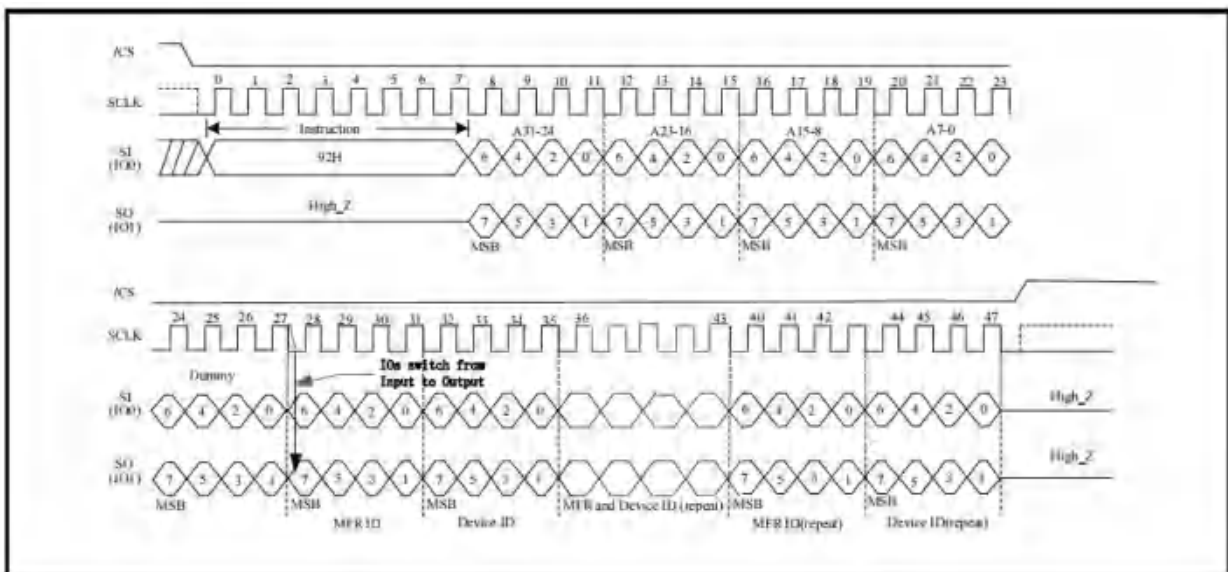 /CS
0 1 2 3 4 5 6 7 8 9 10 11 12 13 14 15 16 17 18 19 20 21 22 23
SCLK
Instruction A31-24 A23-16 A15-8 A7-0
SI
(IO0)
92H 6 4 2 0 6 4 2 0 6 4 2 0 6 4 2 0
SO
(IO1)
High_Z 7 5 3 1 7 5 3 1 7 5 3 1 7 5 3 1
MSB MSB MSB MSB
/CS
24 25 26 27 28 29 30 31 32 33 34 35 36 43 40 41 42 44 45 46 47
SCLK
Dummy
IOs switch from
Input to Output
SI
(IO0)
6 4 2 0 6 4 2 0 6 4 2 0 6 4 2 0 6 4 2 0 High_Z
SO
(IO1)
7 5 3 1 7 5 3 1 7 5 3 1 7 5 3 1 7 5 3 1 High_Z
MSB MSB MSB MSB MSB
MFR ID Device ID MFR and Device ID (repeat) MFR ID(repeat) Device ID(repeat)